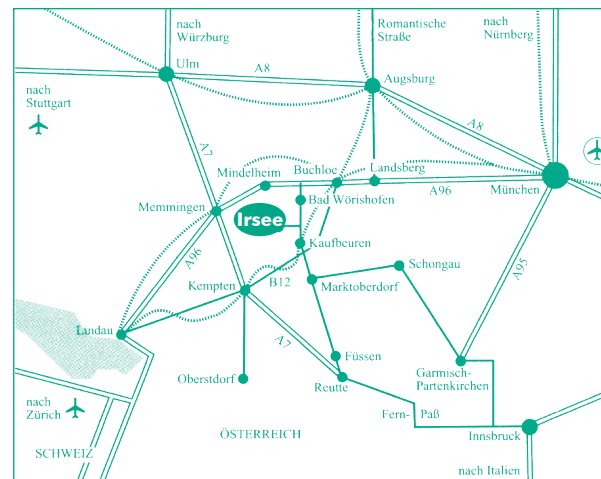 nach
Würzburg
Romantische
Straße
nach
Nürnberg
Ulm
A8
Augsburg
nach
Stuttgart
A7
A8
Mindelheim
Buchloe
Landsberg
A96
München
Bad Wörishofen
Memmingen
Irsee
Kaufbeuren
A96
A95
Schongau
Kempten
B12
Marktoberdorf
Lindau
A7
Füssen
Garmisch-
Partenkirchen
Oberstdorf
Reutte
nach
Zürich
Fern-
Paß
ÖSTERREICH
Innsbruck
SCHWEIZ
nach Italien